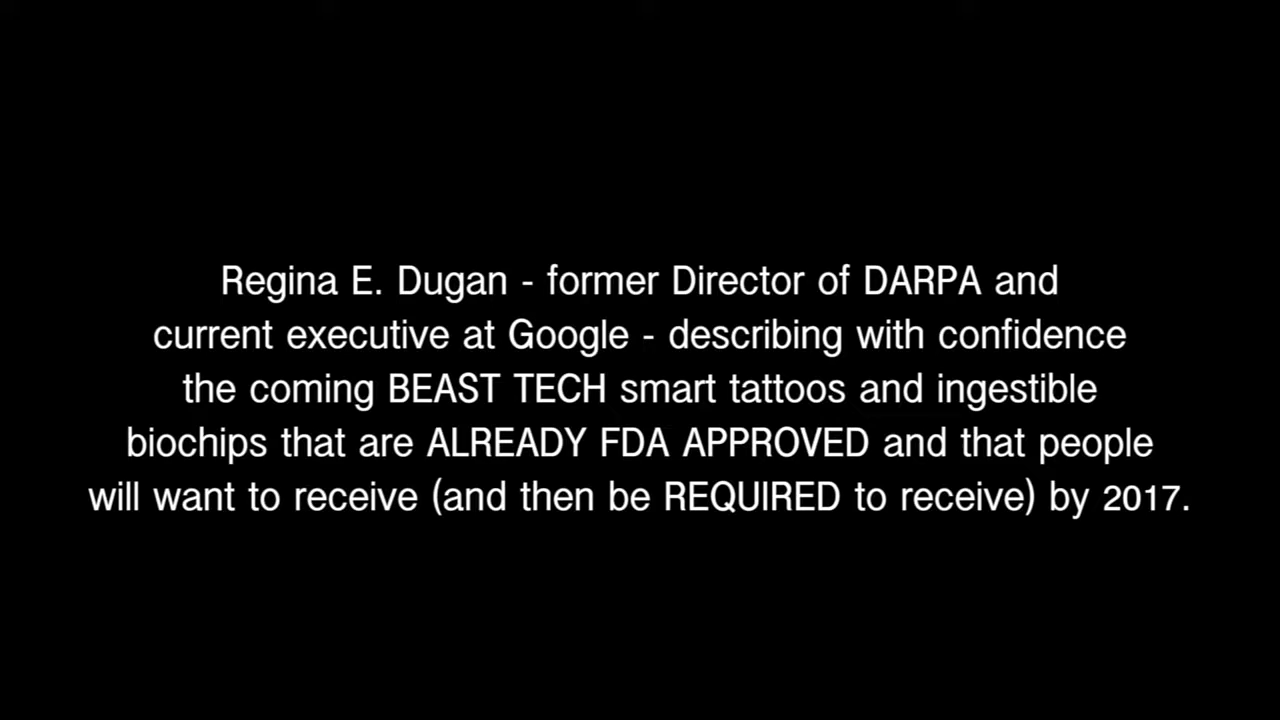 Regina E. Dugan - former Director of DARPA and
current executive at Google - describing with confidence
the coming BEAST TECH smart tattoos and ingestible
biochips that are ALREADY FDA APPROVED and that people
will want to receive (and then be REQUIRED to receive) by 2017.